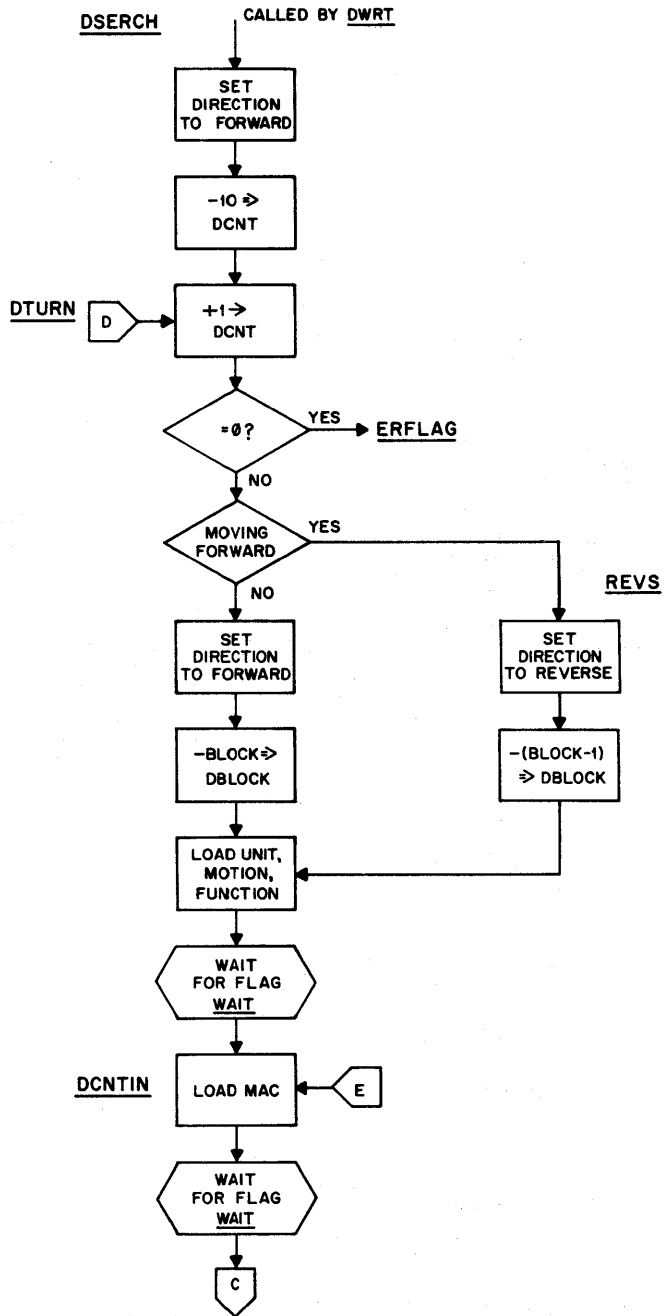 DSERCH
CALLED BY DWRT
SET
DIRECTION
TO FORWARD
-10 =>
DCNT
DTURN
D
+1→
DCNT
=Ø?
YES
ERFLAG
NO
MOVING
FORWARD
YES
NO
REVS
SET
DIRECTION
TO FORWARD
SET
DIRECTION
TO REVERSE
-BLOCK=>
DBLOCK
-(BLOCK-1)
=> DBLOCK
LOAD UNIT,
MOTION,
FUNCTION
WAIT
FOR FLAG
WAIT
DCNTIN
LOAD MAC
E
WAIT
FOR FLAG
WAIT
C